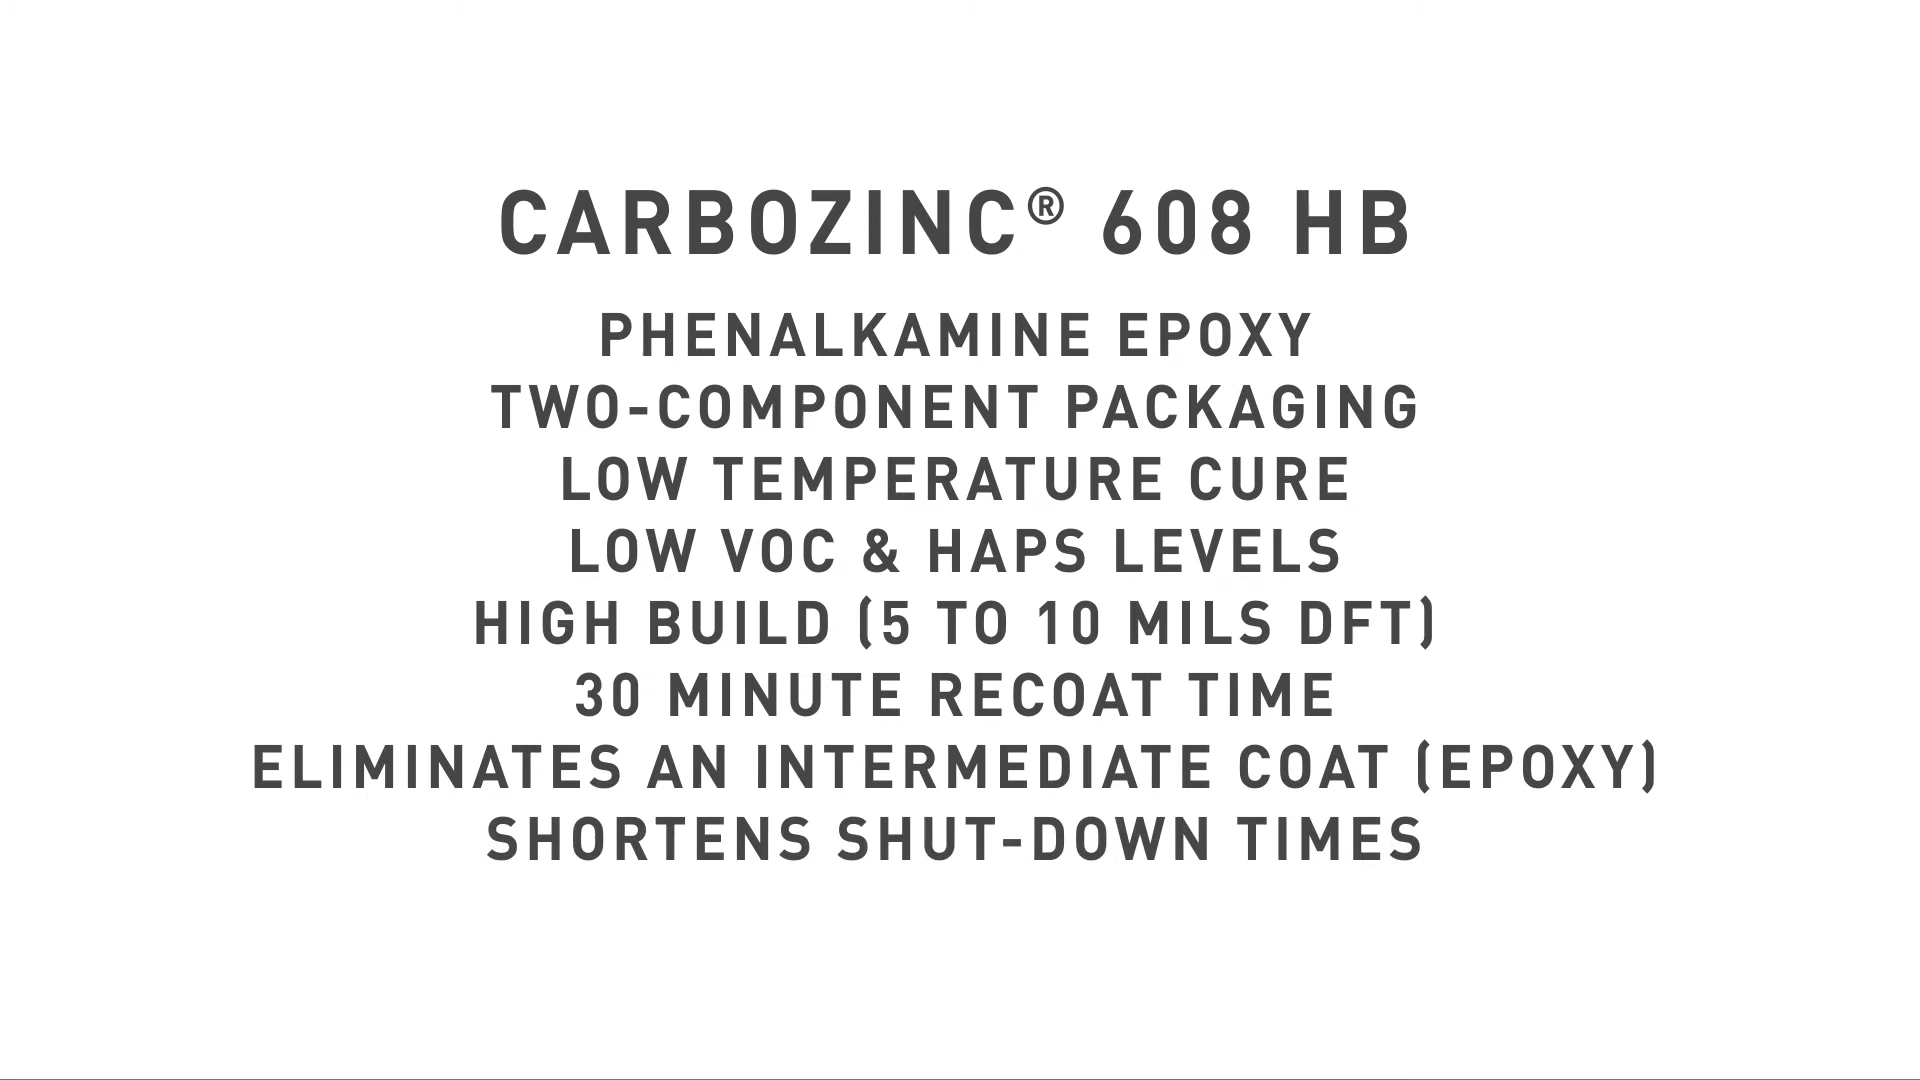 CARBOZINC® 608 HB
PHENALKAMINE EPOXY
TWO-COMPONENT PACKAGING
LOW TEMPERATURE CURE
LOW VOC & HAPS LEVELS
HIGH BUILD (5 TO 10 MILS DFT)
30 MINUTE RECOAT TIME
ELIMINATES AN INTERMEDIATE COAT (EPOXY)
SHORTENS SHUT-DOWN TIMES